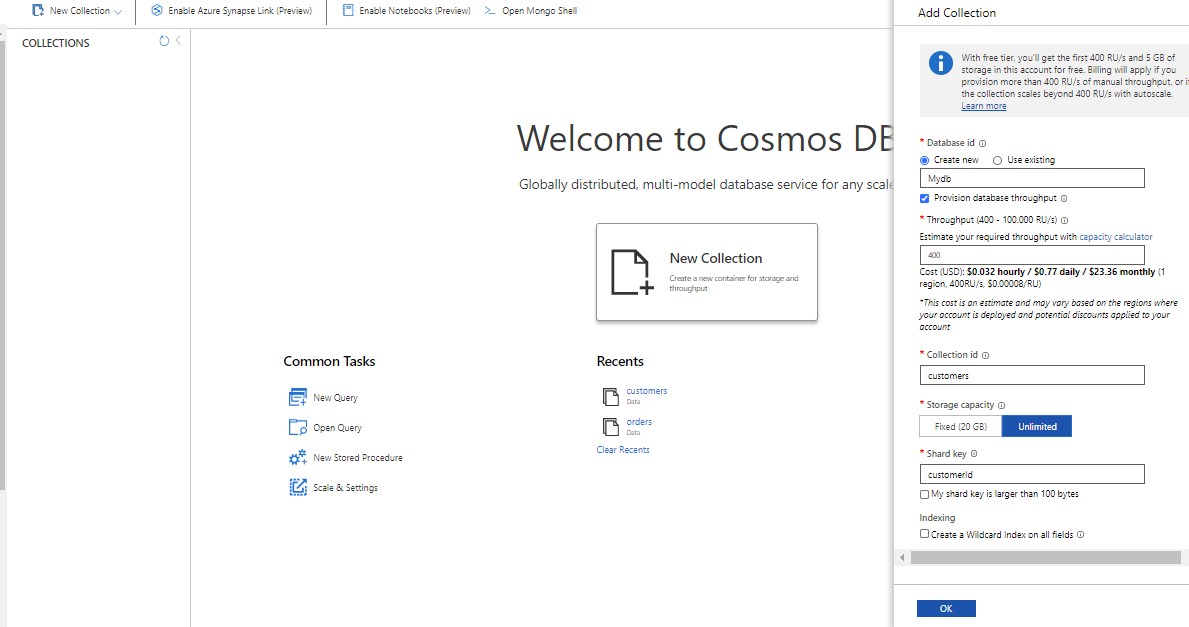 New Collection
Enable Azure Synapse Link (Preview)
Enable Notebooks (Preview)
Open Mongo Shell
COLLECTIONS
Welcome to Cosmos DB
Globally distributed, multi-model database service for any scale
New Collection
Create a new container for storage and
throughput
Common Tasks
New Query
Open Query
New Stored Procedure
Scale & Settings
Recents
customers
Data
orders
Data
Clear Recents
Add Collection
With free tier, you'll get the first 400 RU/s and 5 GB of
storage in this account for free. Billing will apply if you
provision more than 400 RU/s of manual throughput, or if
the collection scales beyond 400 RU/s with autoscale.
Learn more
* Database id
Create new Use existing
Mydb
Provision database throughput
* Throughput (400 - 100.000 RU/s)
Estimate your required throughput with capacity calculator
400
Cost (USD): $0.032 hourly / $0.77 daily / $23.36 monthly (1
region, 400RU/s, $0.00008/RU)
*This cost is an estimate and may vary based on the regions where
your account is deployed and potential discounts applied to your
account
* Collection id
customers
* Storage capacity
Fixed (20 GB) Unlimited
* Shard key
customerId
My shard key is larger than 100 bytes
Indexing
Create a Wildcard Index on all fields
OK